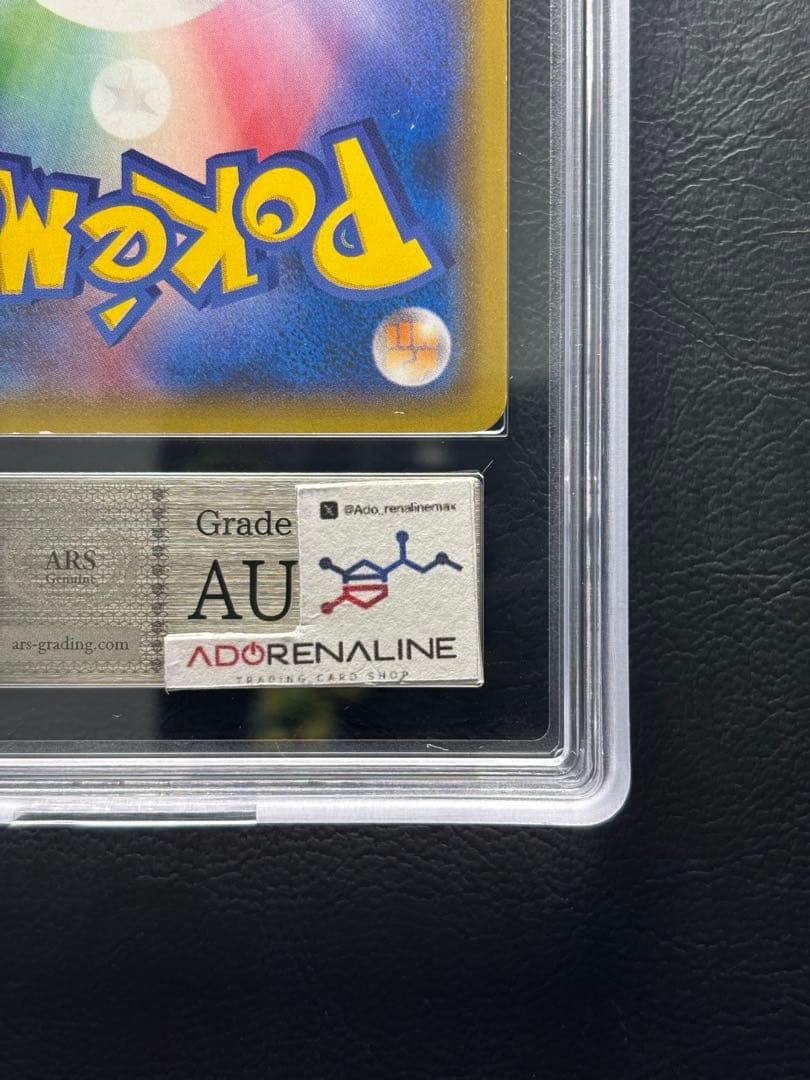 Pokém
ARS
Genuine
ars-grading.com
Grade
AU
@Ado_renalinemax
ADORENALINE
TRADING CARD SHOP